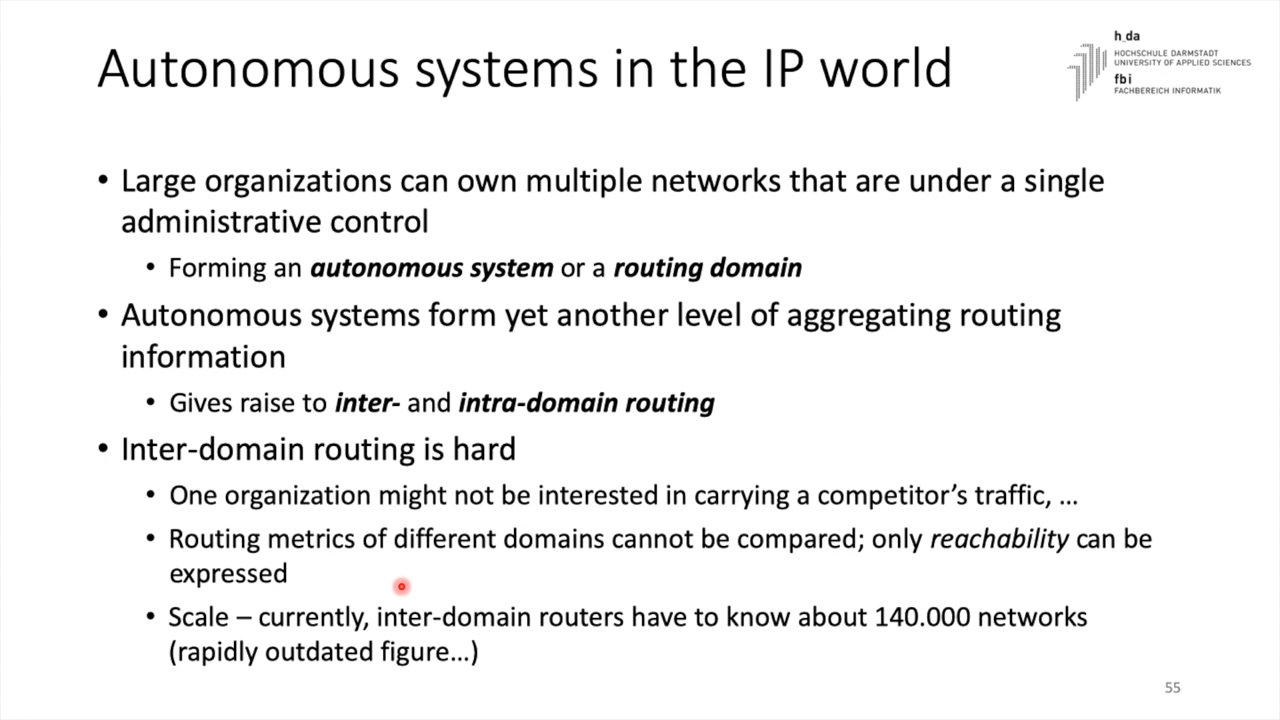 Autonomous systems in the IP world
h_da
HOCHSCHULE DARMSTADT
UNIVERSITY OF APPLIED SCIENCES
fbi
FACHBEREICH INFORMATIK
• Large organizations can own multiple networks that are under a single
administrative control
• Forming an autonomous system or a routing domain
• Autonomous systems form yet another level of aggregating routing
information
• Gives raise to inter- and intra-domain routing
• Inter-domain routing is hard
• One organization might not be interested in carrying a competitor’s traffic, …
• Routing metrics of different domains cannot be compared; only reachability can be
expressed
• Scale – currently, inter-domain routers have to know about 140.000 networks
(rapidly outdated figure…)
55